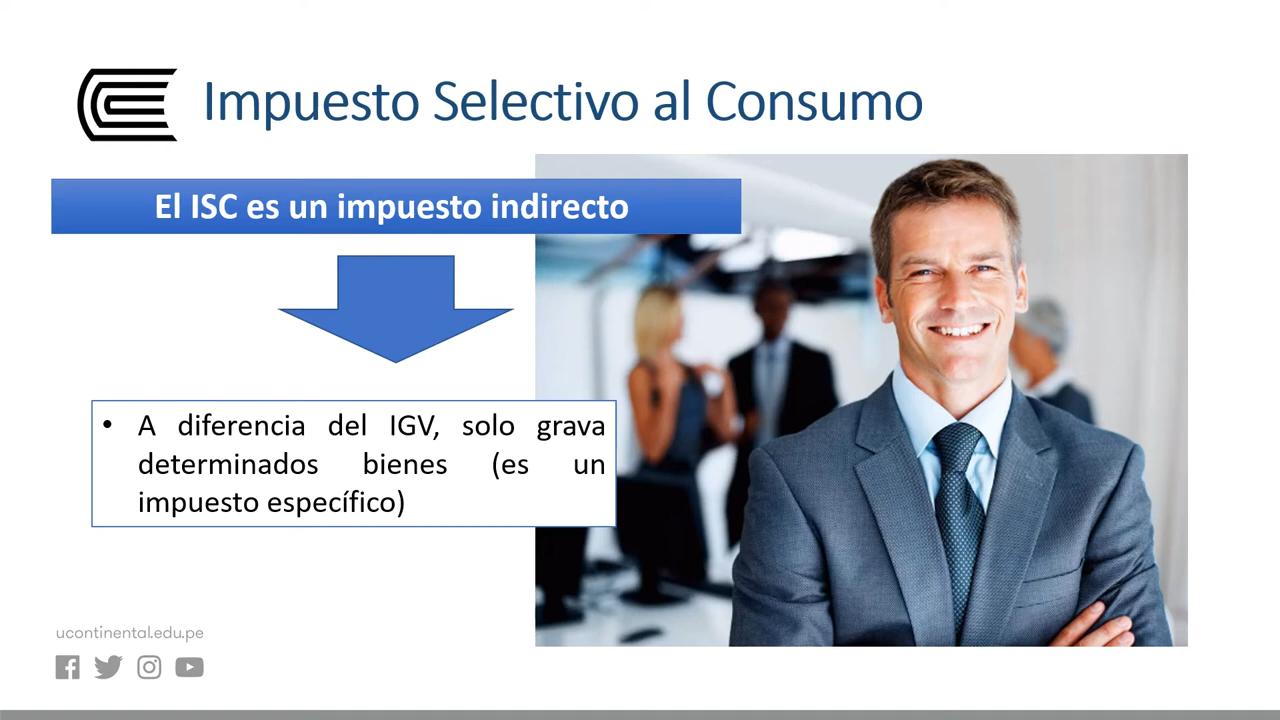 Impuesto Selectivo al Consumo
El ISC es un impuesto indirecto
• A diferencia del IGV, solo grava
determinados bienes (es un
impuesto específico)
ucontinental.edu.pe